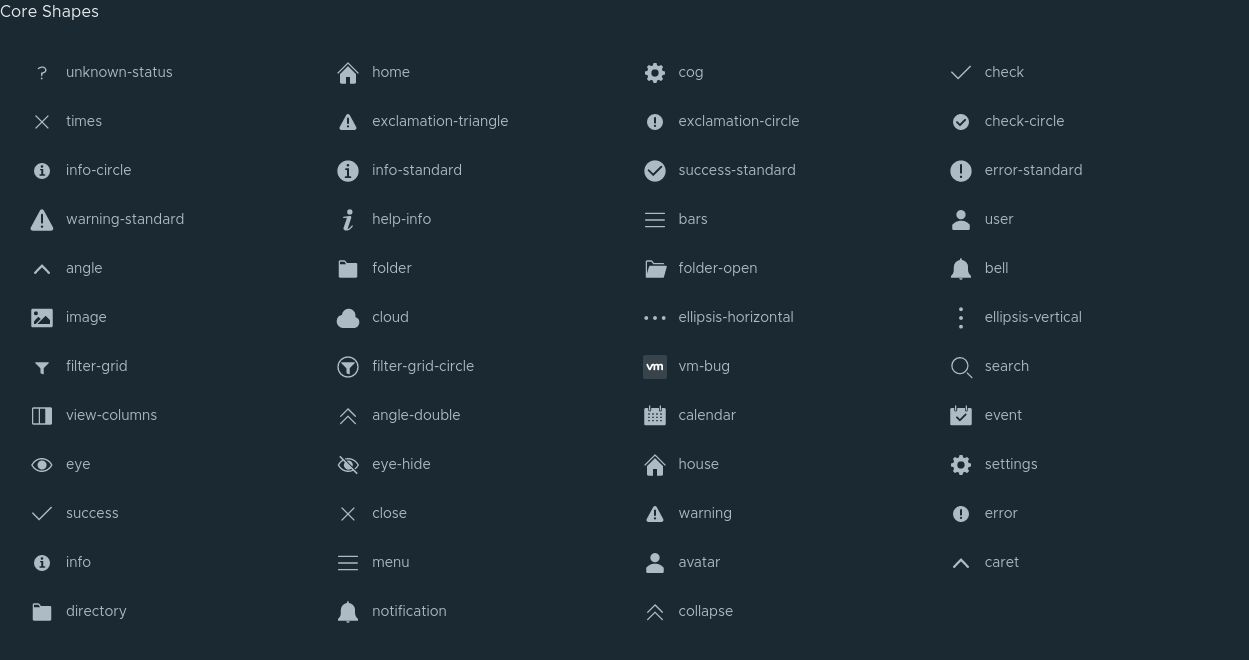 Core Shapes
? unknown-status home cog check
times exclamation-triangle exclamation-circle check-circle
info-circle info-standard success-standard error-standard
warning-standard help-info bars user
angle folder folder-open bell
image cloud ellipsis-horizontal ellipsis-vertical
filter-grid filter-grid-circle vm vm-bug search
view-columns angle-double calendar event
eye eye-hide house settings
success close warning error
info menu avatar caret
directory notification collapse